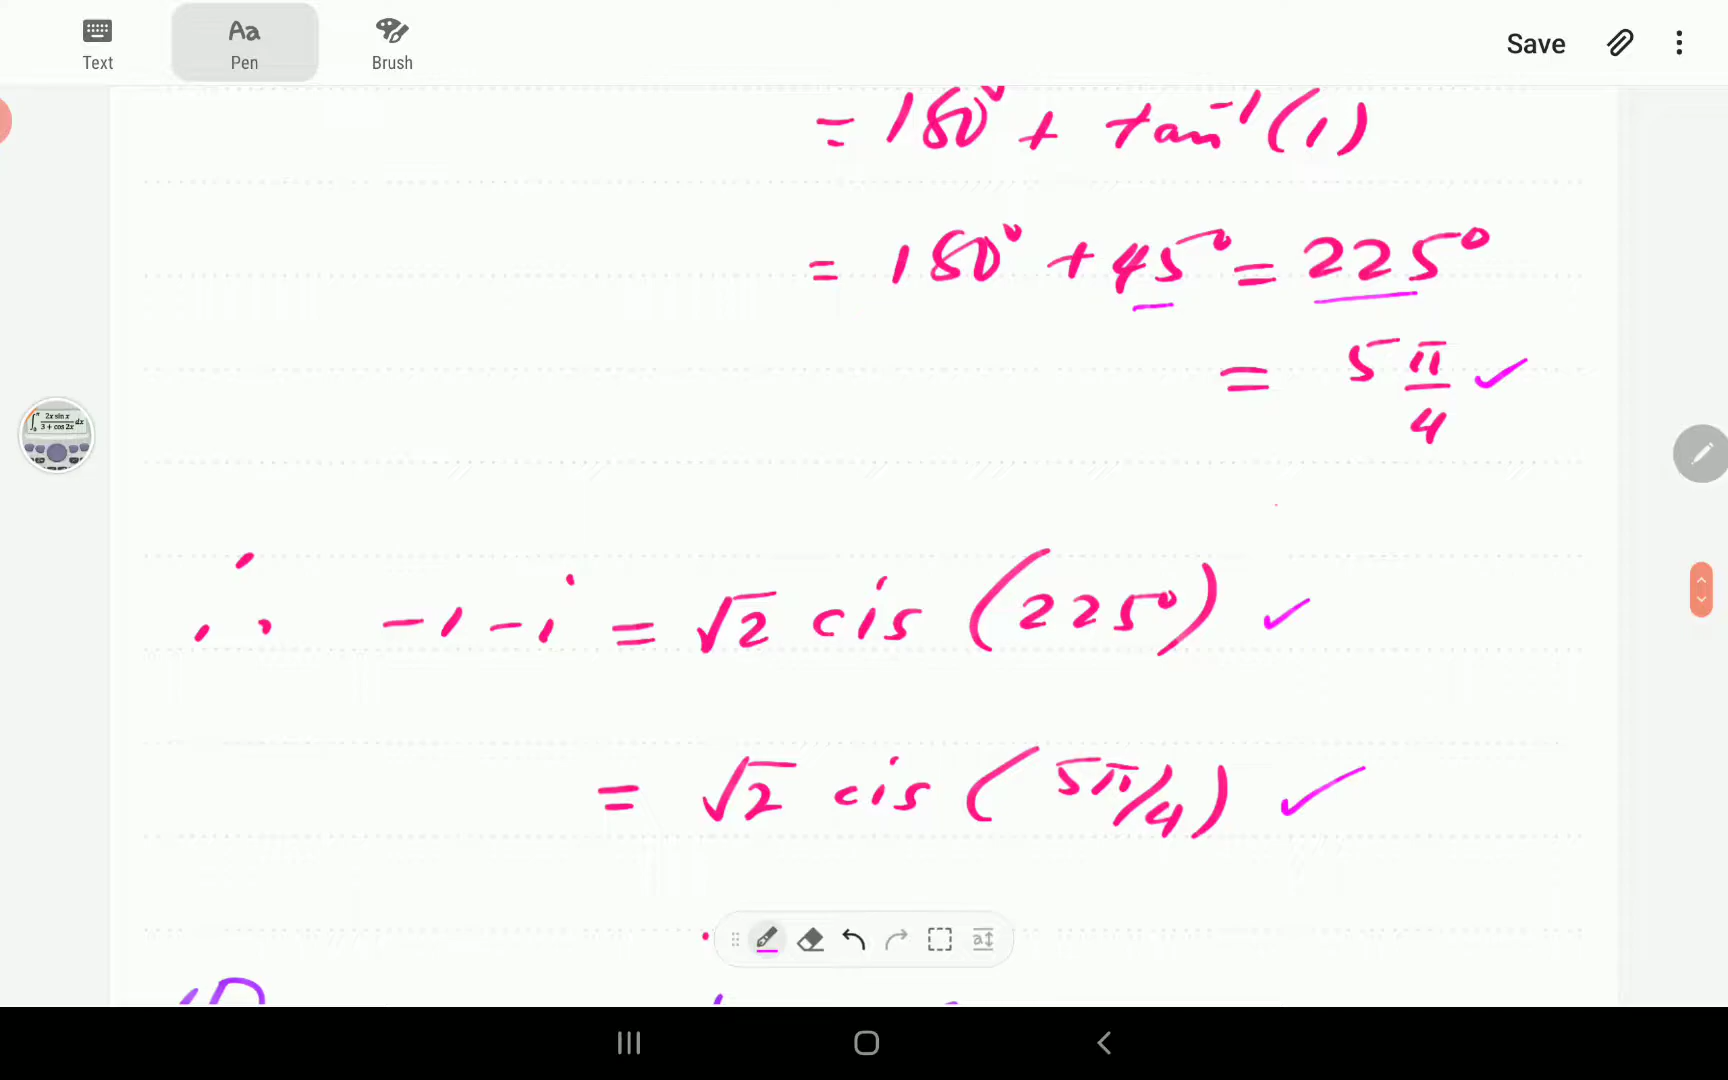 Text Aa Pen Brush Save
= 180° + tan⁻¹(1)
= 180° + 45° = 225°
= 5π/4 ✓
∴ -1 - i = √2 cis (225°) ✓
= √2 cis (5π/4) ✓